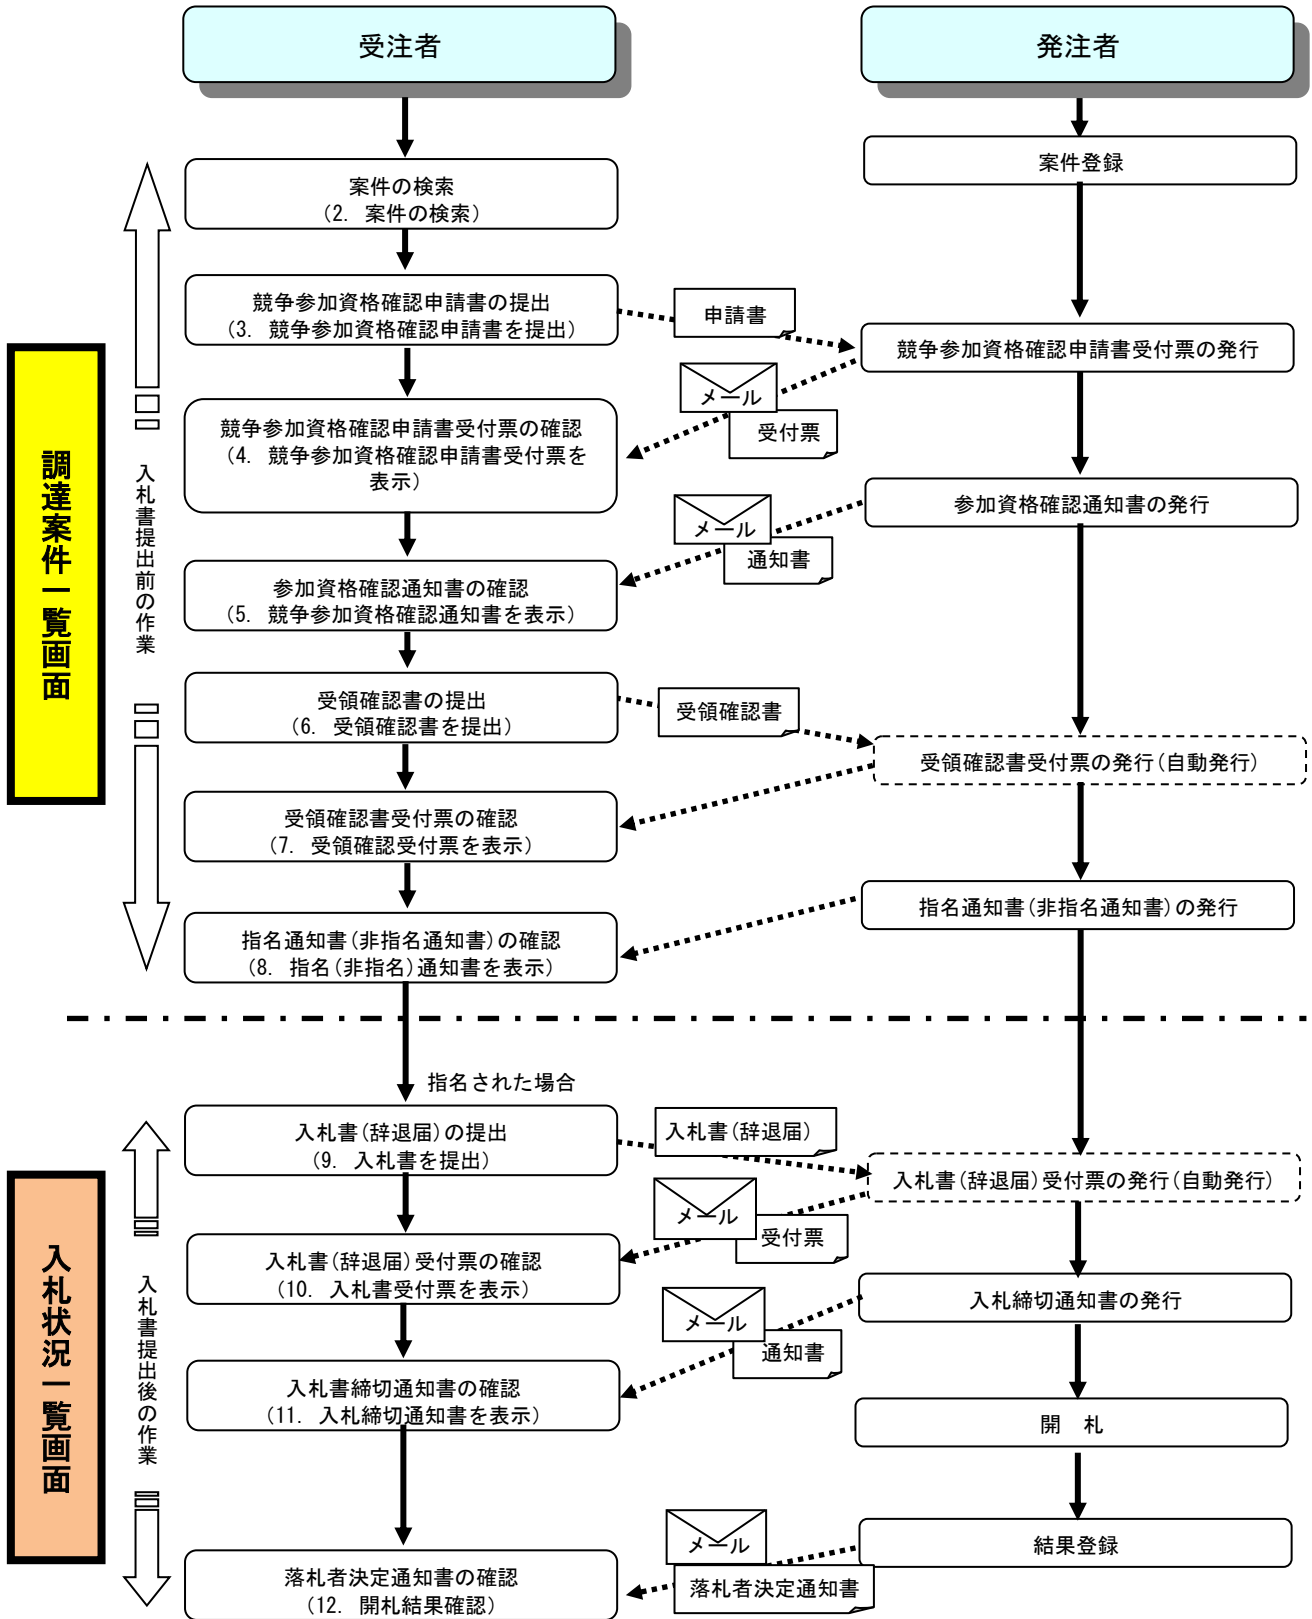 受注者
発注者
案件登録
案件の検索
(2. 案件の検索)
競争参加資格確認申請書の提出
(3. 競争参加資格確認申請書を提出)
申請書
競争参加資格確認申請書受付票の発行
メール
受付票
競争参加資格確認申請書受付票の確認
(4. 競争参加資格確認申請書受付票を
表示)
参加資格確認通知書の発行
メール
通知書
参加資格確認通知書の確認
(5. 競争参加資格確認通知書を表示)
受領確認書の提出
(6. 受領確認書を提出)
受領確認書
受領確認書受付票の発行(自動発行)
受領確認書受付票の確認
(7. 受領確認受付票を表示)
指名通知書(非指名通知書)の発行
指名通知書(非指名通知書)の確認
(8. 指名(非指名)通知書を表示)
調達案件一覧画面
入札書提出前の作業
指名された場合
入札書(辞退届)の提出
(9. 入札書を提出)
入札書(辞退届)
入札書(辞退届)受付票の発行(自動発行)
メール
受付票
入札書(辞退届)受付票の確認
(10. 入札書受付票を表示)
入札締切通知書の発行
メール
通知書
入札書締切通知書の確認
(11. 入札締切通知書を表示)
開 札
結果登録
メール
落札者決定通知書
落札者決定通知書の確認
(12. 開札結果確認)
入札状況一覧画面
入札書提出後の作業